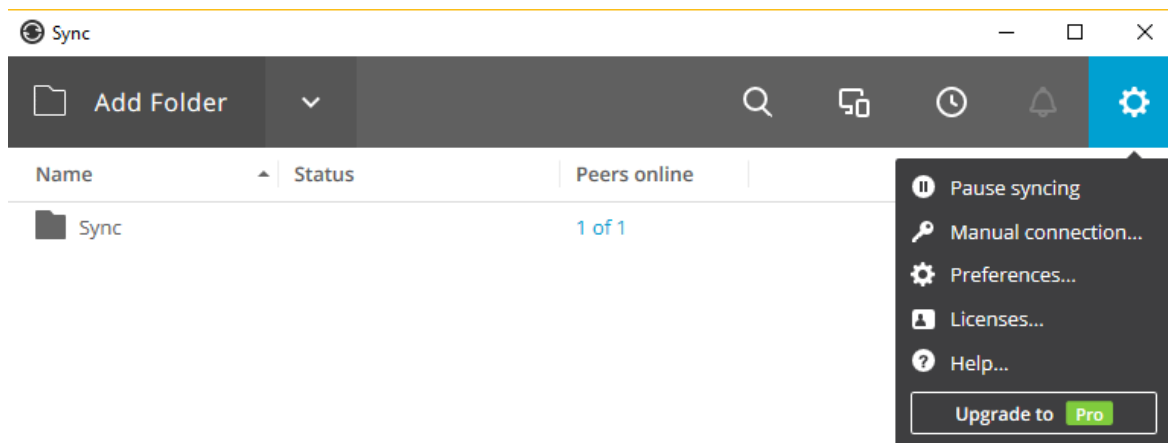 Sync
Add Folder
Name Status Peers online
Sync 1 of 1
Pause syncing
Manual connection...
Preferences...
Licenses...
Help...
Upgrade to Pro